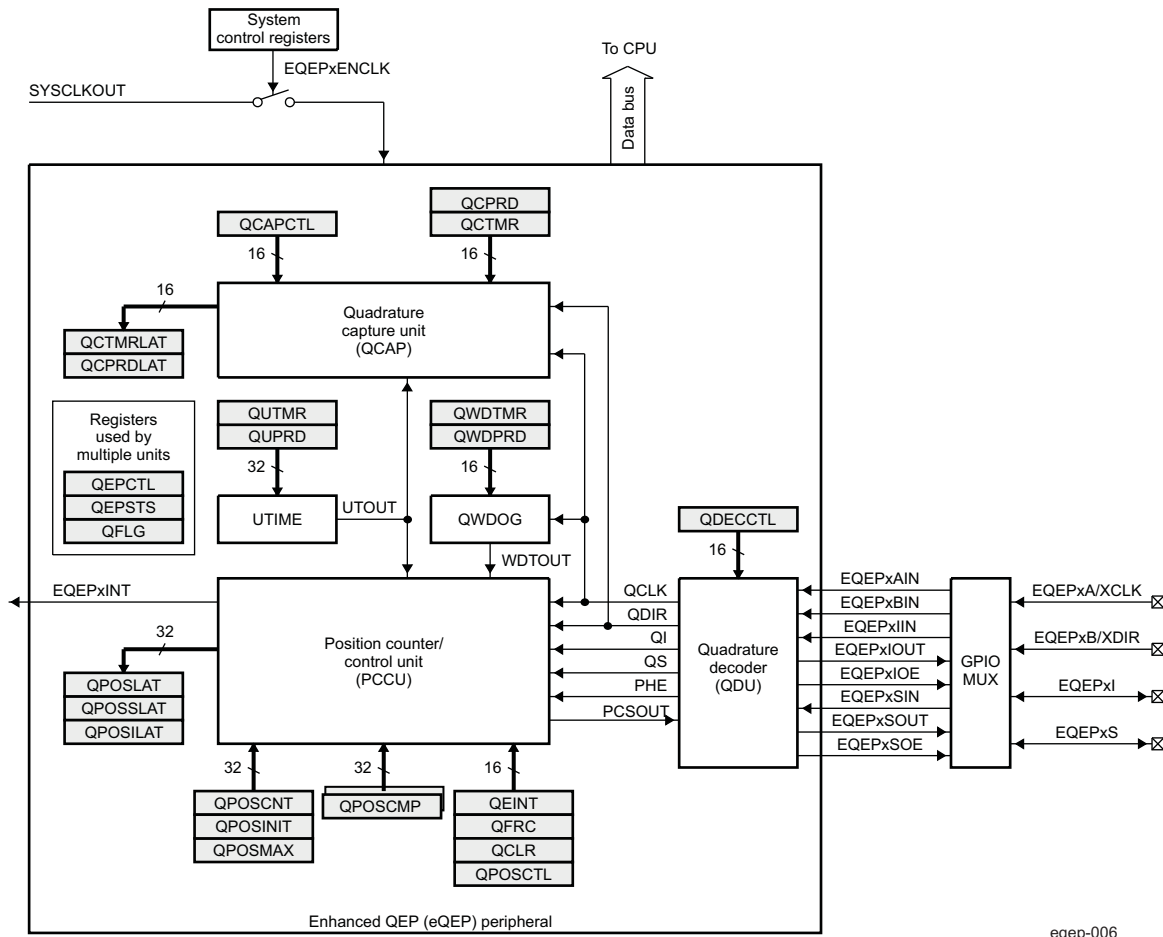 System
control registers
To CPU
EQEPxENCLK
SYSCLKOUT
Data bus
QCPRD
QCAPCTL
QCTMR
16
16
16
Quadrature
capture unit
(QCAP)
QCTMRLAT
QCPRDLAT
Registers
used by
multiple units
QEPCTL
QEPSTS
QFLG
QUTMR
QUPRD
32
QWDTMR
QWDPRD
16
UTIME
UTOUT
QWDOG
WDTOUT
QDECCTL
16
EQEPxINT
32
Position counter/
control unit
(PCCU)
QCLK
QDIR
QI
QS
PHE
PCSOUT
Quadrature
decoder
(QDU)
EQEPxAIN
EQEPxBIN
EQEPxIIN
EQEPxIOUT
EQEPxIOE
EQEPxSIN
EQEPxSOUT
EQEPxSOE
GPIO
MUX
EQEPxA/XCLK
EQEPxB/XDIR
EQEPxI
EQEPxS
QPOSLAT
QPOSSLAT
QPOSILAT
32
32
16
QPOSCNT
QPOSINIT
QPOSMAX
QPOSCMP
QEINT
QFRC
QCLR
QPOSCTL
Enhanced QEP (eQEP) peripheral
eqep-006